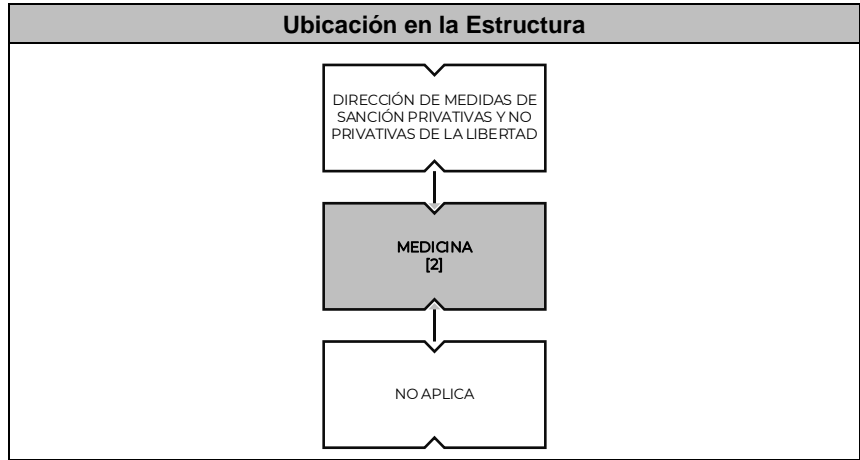 Ubicación en la Estructura
DIRECCIÓN DE MEDIDAS DE
SANCIÓN PRIVATIVAS Y NO
PRIVATIVAS DE LA LIBERTAD
MEDICINA
[2]
NO APLICA